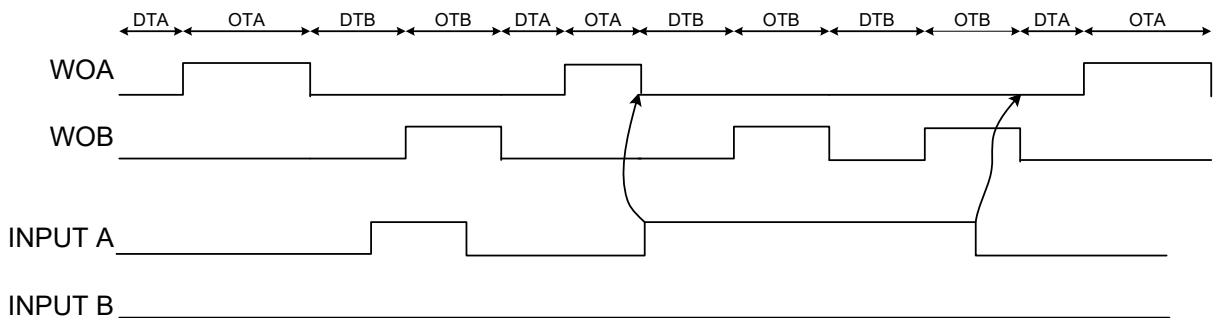 DTA OTA DTB OTB DTA OTA DTB OTB DTB OTB DTA OTA
WOA
WOB
INPUT A
INPUT B